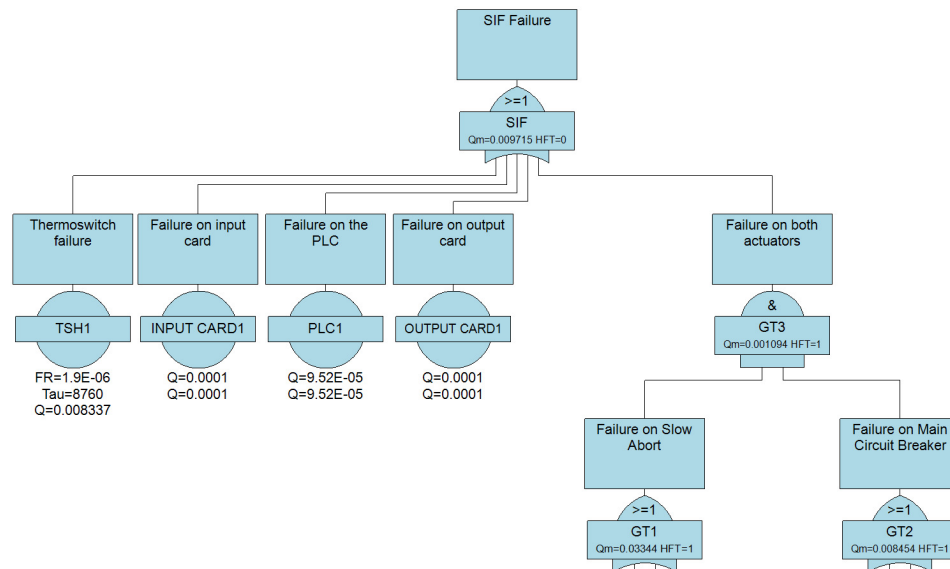 SIF Failure
>=1
SIF
Qm=0.009715 HFT=0
Thermoswitch
failure
Failure on input
card
Failure on the
PLC
Failure on output
card
Failure on both
actuators
TSH1
INPUT CARD1
PLC1
OUTPUT CARD1
&
GT3
Qm=0.001094 HFT=1
FR=1.9E-06
Tau=8760
Q=0.008337
Q=0.0001
Q=0.0001
Q=9.52E-05
Q=9.52E-05
Q=0.0001
Q=0.0001
Failure on Slow
Abort
Failure on Main
Circuit Breaker
>=1
GT1
Qm=0.03344 HFT=1
>=1
GT2
Qm=0.008454 HFT=1